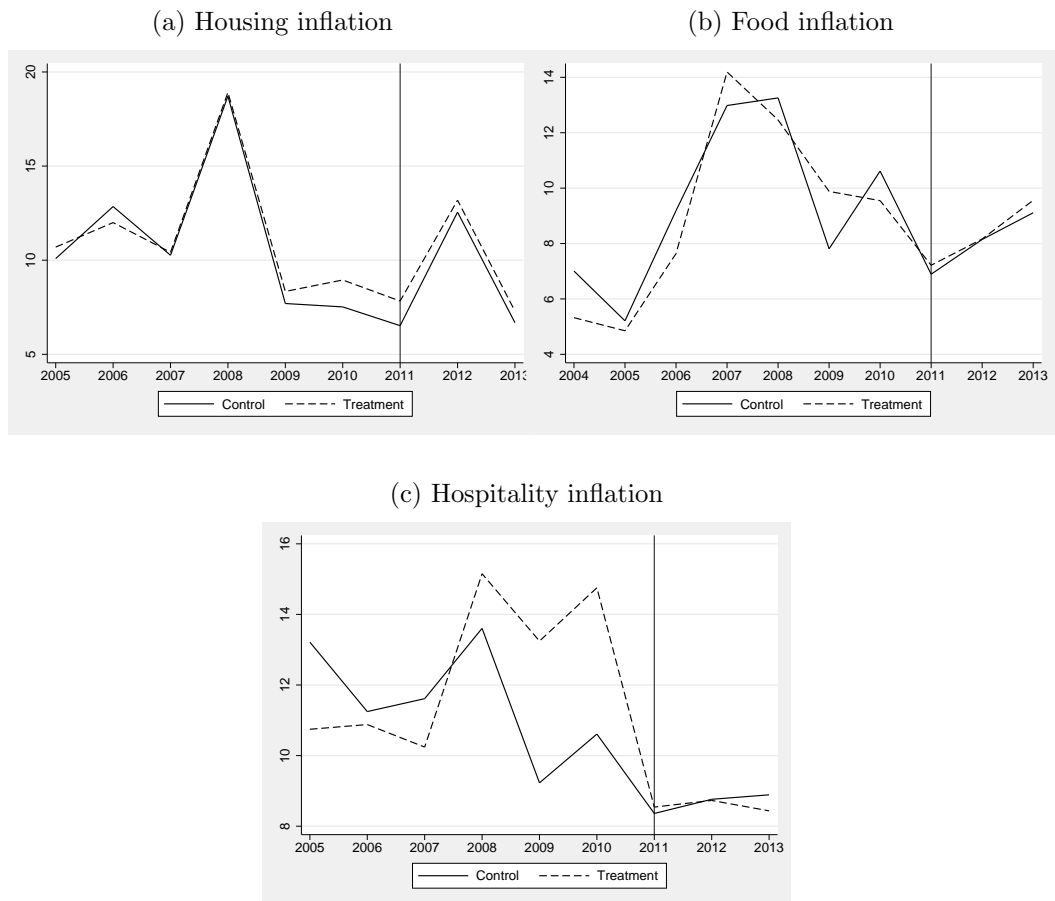 (a) Housing inflation
20
15
10
5
2005 2006 2007 2008 2009 2010 2011 2012 2013
Control Treatment
(b) Food inflation
14
12
10
8
6
4
2004 2005 2006 2007 2008 2009 2010 2011 2012 2013
Control Treatment
(c) Hospitality inflation
16
14
12
10
8
2005 2006 2007 2008 2009 2010 2011 2012 2013
Control Treatment